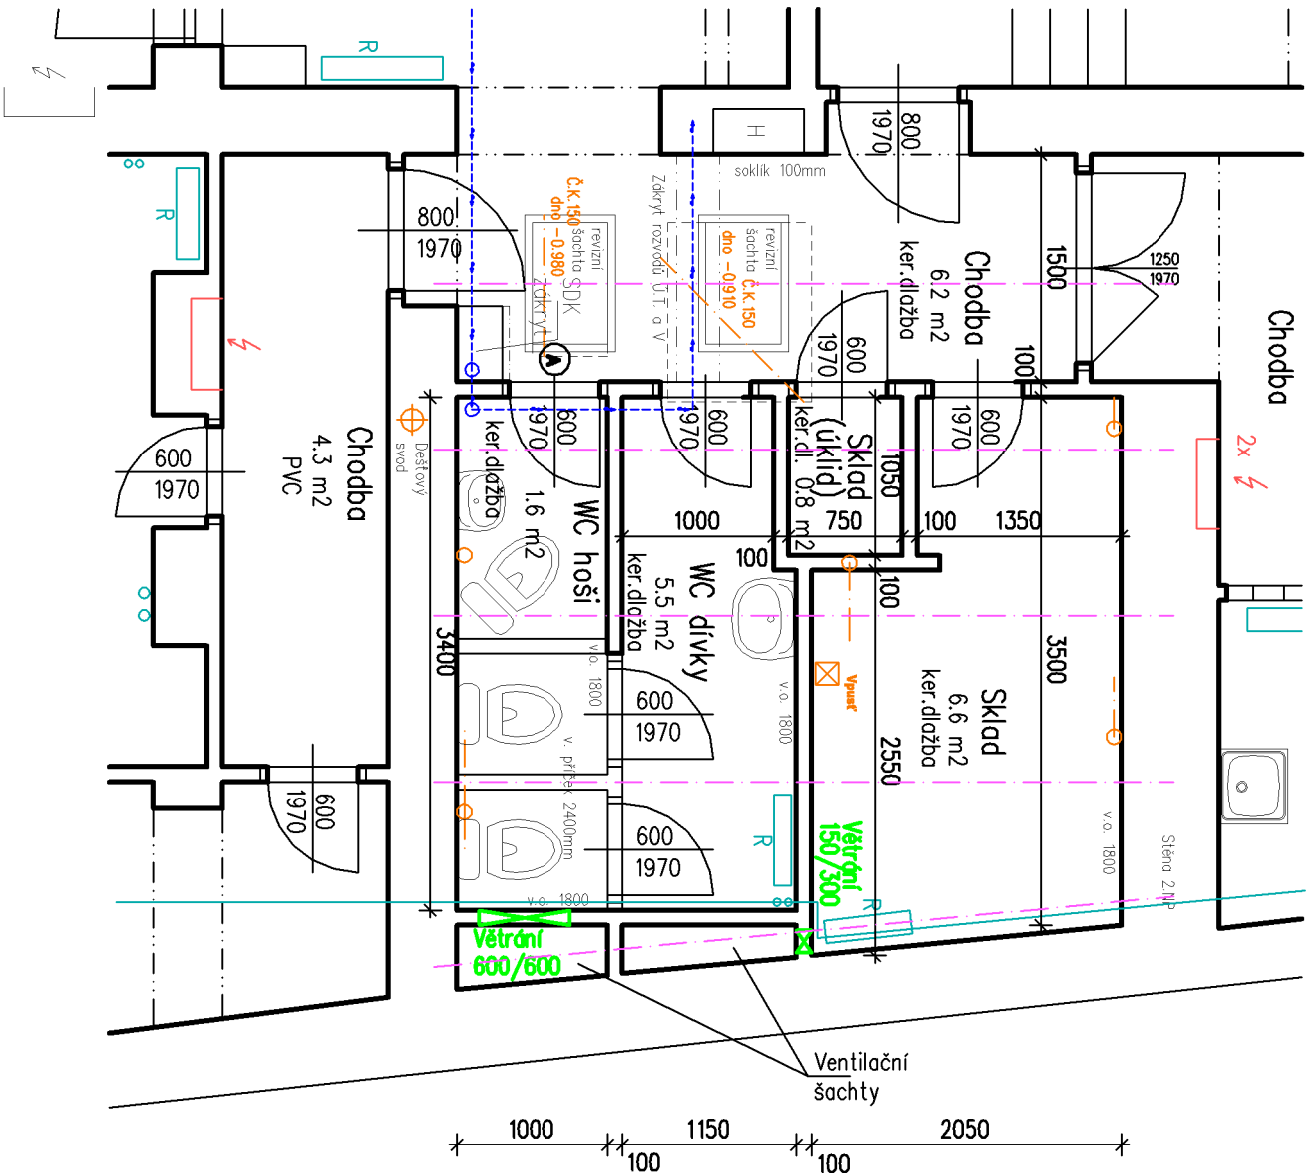 R
H
800
1970
soklík 100mm
R
800
1970
Č.K.150
dno -0.980
revizní
šachta
SDK
Zákryt
Zákryt rozvodů Ú.T. a V
revizní
šachta
Č.K.150
dno -0.910
Chodba
6.2 m2
ker.dlažba
1500
1250
1970
Chodba
A
600
1970
100
600
1970
600
1970
600
1970
Chodba
4.3 m2
PVC
Dešťový
svod
600
1970
WC hoši
1.6 m2
ker.dlažba
Sklad
(úklid)
ker.dl. 0.8 m2
1050
2x
1000
100
750
100
1350
100
WC dívky
5.5 m2
ker.dlažba
3400
3500
v.o. 1800
600
1970
v.o. 1800
Vpusť
Sklad
6.6 m2
ker.dlažba
2550
v. příček 2400mm
600
1970
600
1970
R
Větrání
150/300
v.o. 1800
Stěna 2.NP
v.o. 1800
R
Větrání
600/600
Ventilační
šachty
1000
100
1150
100
2050